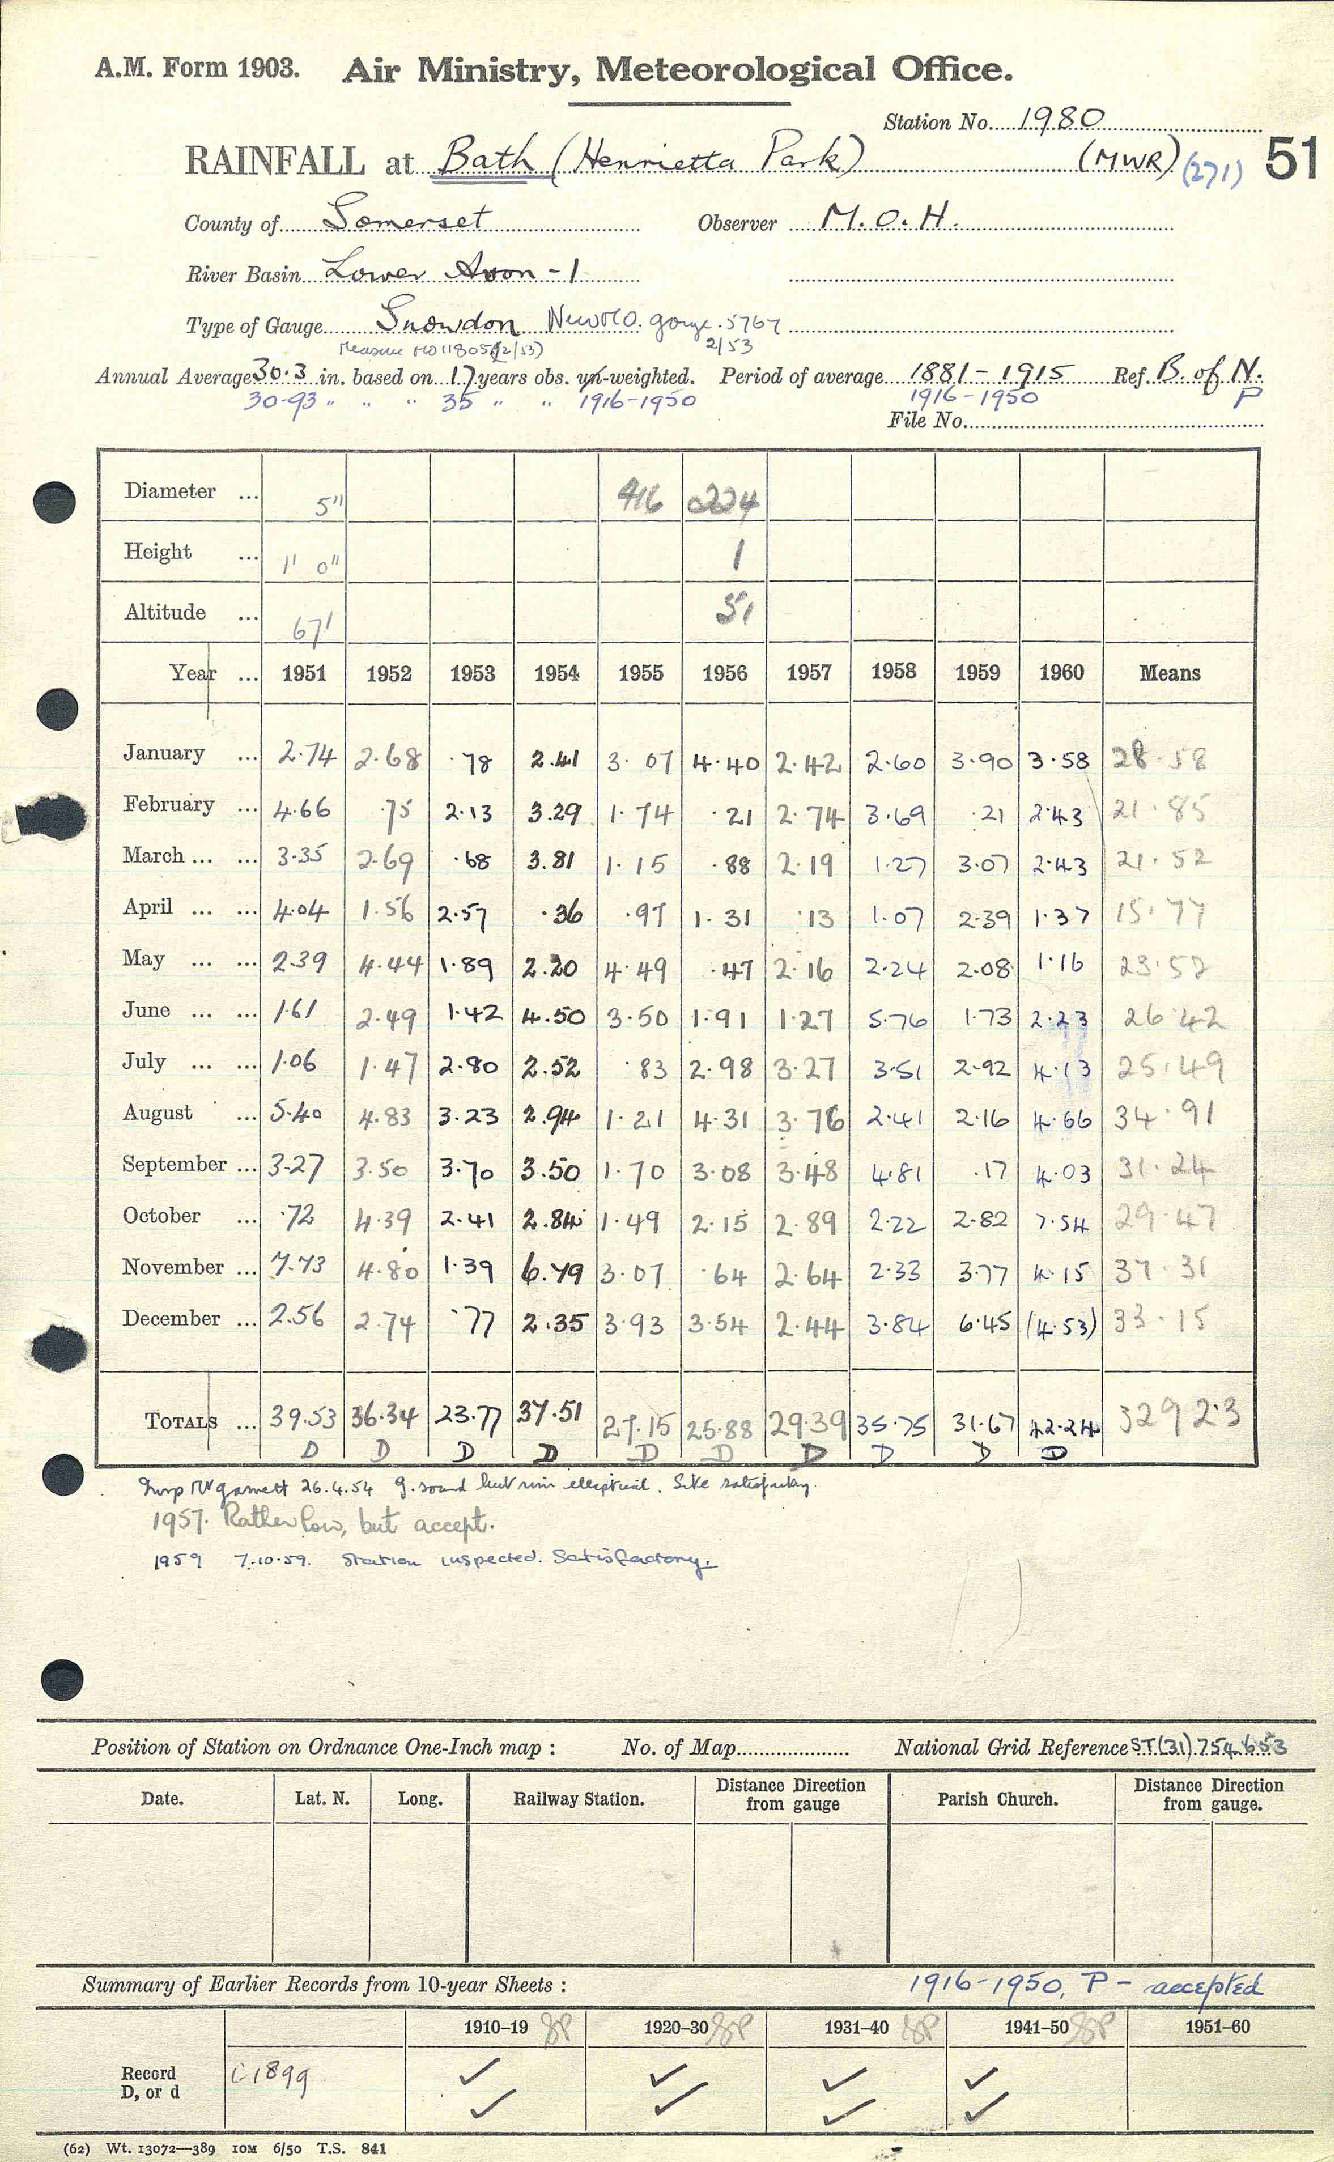 A.M. Form 1903. Air Ministry, Meteorological Office.
Station No. 1980
RAINFALL at Bath (Henrietta Park) (MWR) (271) 51
County of Somerset Observer M.O.H.
River Basin Lower Avon - 1
Type of Gauge Snowdon New MO. gauge. 5767
Measure MO 11805 (2/53) 2/53
Annual Average 30.3 in. based on 17 years obs. un-weighted. Period of average 1881 - 1915 Ref. B. of N.
30.93 " " " 35 " " 1916-1950 1916-1950 P
File No.
Diameter ... 5" 416 0224
Height ... 1' 0" 1
Altitude ... 67' 51
Year ... 1951 1952 1953 1954 1955 1956 1957 1958 1959 1960 Means
January ... 2.74 2.68 .78 2.41 3.07 4.40 2.42 2.60 3.90 3.58 28.58
February ... 4.66 .75 2.13 3.29 1.74 .21 2.74 3.69 .21 2.43 21.85
March ... ... 3.35 2.69 .68 3.81 1.15 .88 2.19 1.27 3.07 2.43 21.52
April ... ... 4.04 1.56 2.57 .36 .97 1.31 .13 1.07 2.39 1.37 15.77
May ... ... 2.39 4.44 1.89 2.20 4.49 .47 2.16 2.24 2.08 1.16 23.52
June ... ... 1.61 2.49 1.42 4.50 3.50 1.91 1.27 5.76 1.73 2.23 26.42
July ... ... 1.06 1.47 2.80 2.52 .83 2.98 3.27 3.51 2.92 4.13 25.49
August ... 5.40 4.83 3.23 2.94 1.21 4.31 3.76 2.41 2.16 4.66 34.91
September ... 3.27 3.50 3.70 3.50 1.70 3.08 3.48 4.81 .17 4.03 31.24
October ... .72 4.39 2.41 2.84 1.49 2.15 2.89 2.22 2.82 7.54 29.47
November ... 7.73 4.80 1.39 6.79 3.07 .64 2.64 2.33 3.77 4.15 37.31
December ... 2.56 2.74 .77 2.35 3.93 3.54 2.44 3.84 6.45 (4.53) 33.15
TOTALS ... 39.53 36.34 23.77 37.51 27.15 25.88 29.39 35.75 31.67 42.24 329.23
D D D D D D D D D D
Insp 26.4.54 g. sound but rim elliptical. Site satisfactory.
1957. Rather low, but accept.
1959 7.10.59. Station inspected. Satisfactory.
Position of Station on Ordnance One-Inch map : No. of Map National Grid Reference ST(31) 754.653
Date. Lat. N. Long. Railway Station. Distance Direction from gauge Parish Church. Distance Direction from gauge.
Summary of Earlier Records from 10-year Sheets : 1916-1950, P - accepted
1910-19 1920-30 1931-40 1941-50 1951-60
Record C1899 ✓ ✓ ✓ ✓
D, or d ✓ ✓ ✓ ✓
(62) Wt. 13072—389 10M 6/50 T.S. 841